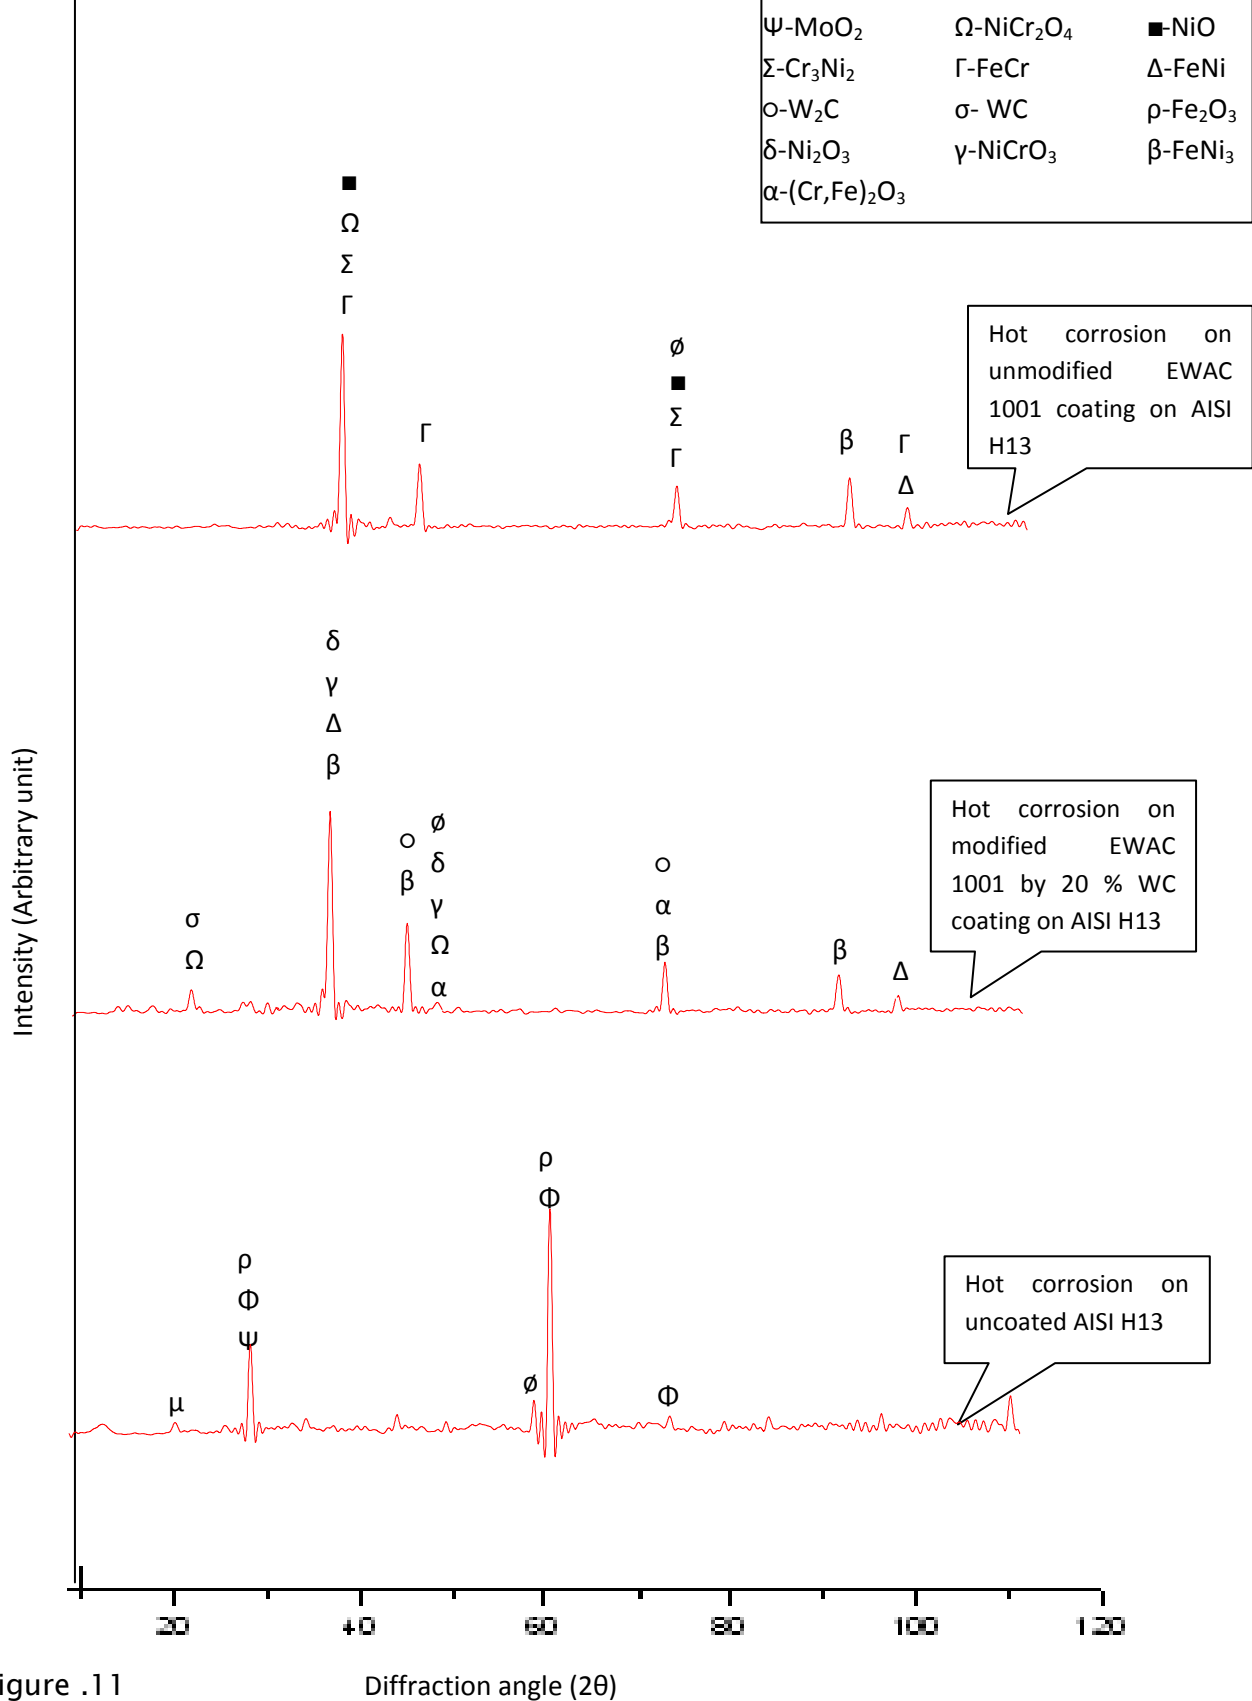 Ψ-MoO₂ Ω-NiCr₂O₄ ■-NiO
Σ-Cr₃Ni₂ Γ-FeCr Δ-FeNi
○-W₂C σ- WC ρ-Fe₂O₃
δ-Ni₂O₃ γ-NiCrO₃ β-FeNi₃
α-(Cr,Fe)₂O₃
■
Ω
Σ
Γ
Γ
ø
■
Σ
Γ
β
Γ
Δ
Hot corrosion on
unmodified EWAC
1001 coating on AISI
H13
δ
γ
Δ
β
σ
Ω
○
β
ø
δ
γ
Ω
α
○
α
β
β
Δ
Hot corrosion on
modified EWAC
1001 by 20 % WC
coating on AISI H13
Intensity (Arbitrary unit)
ρ
Φ
Ψ
μ
ρ
Φ
ø
Φ
Hot corrosion on
uncoated AISI H13
20 40 60 80 100 120
igure .11 Diffraction angle (2θ)